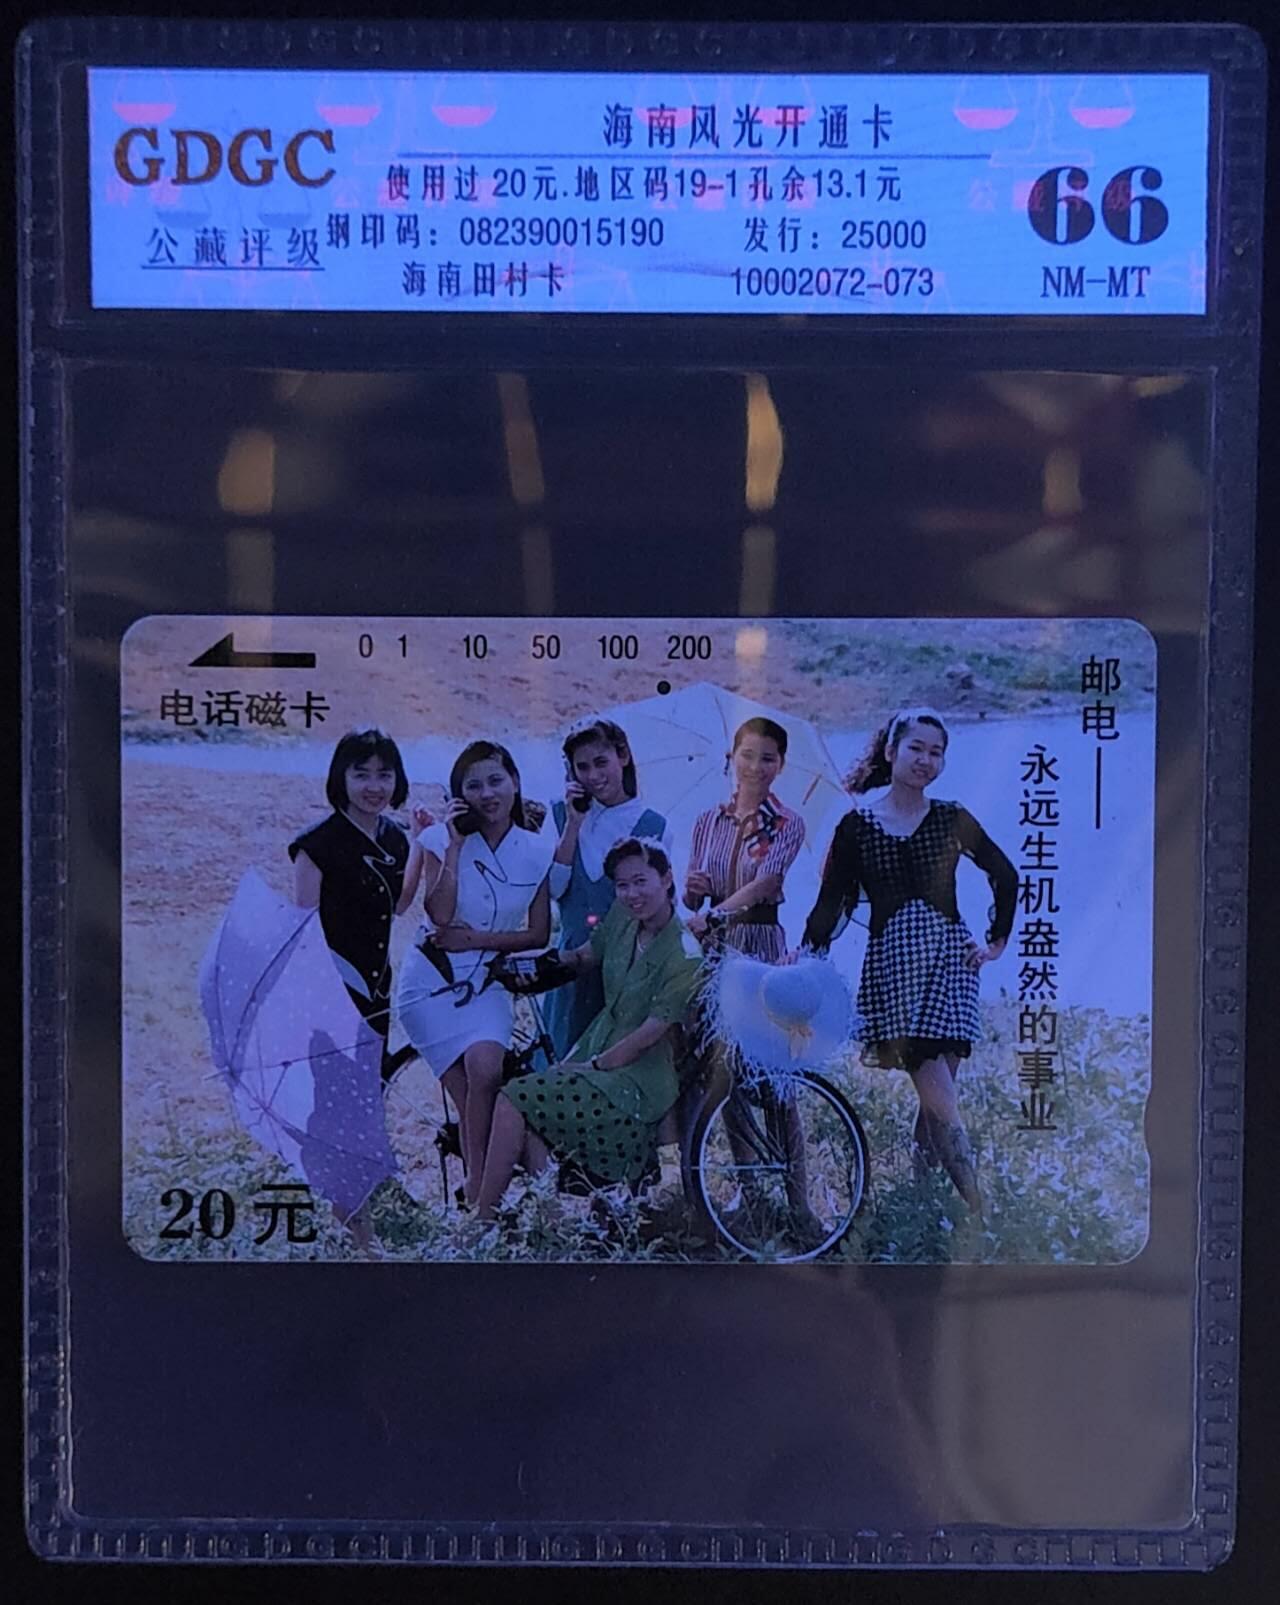 海南风光开通卡
GDGC
使用过20元.地区码19-1孔余13.1元
66
公藏评级
钢印码：082390015190
发行：25000
海南田村卡
10002072-073
NM-MT
0 1 10 50 100 200
电话磁卡
邮电——
永远生机盎然的事业
20元